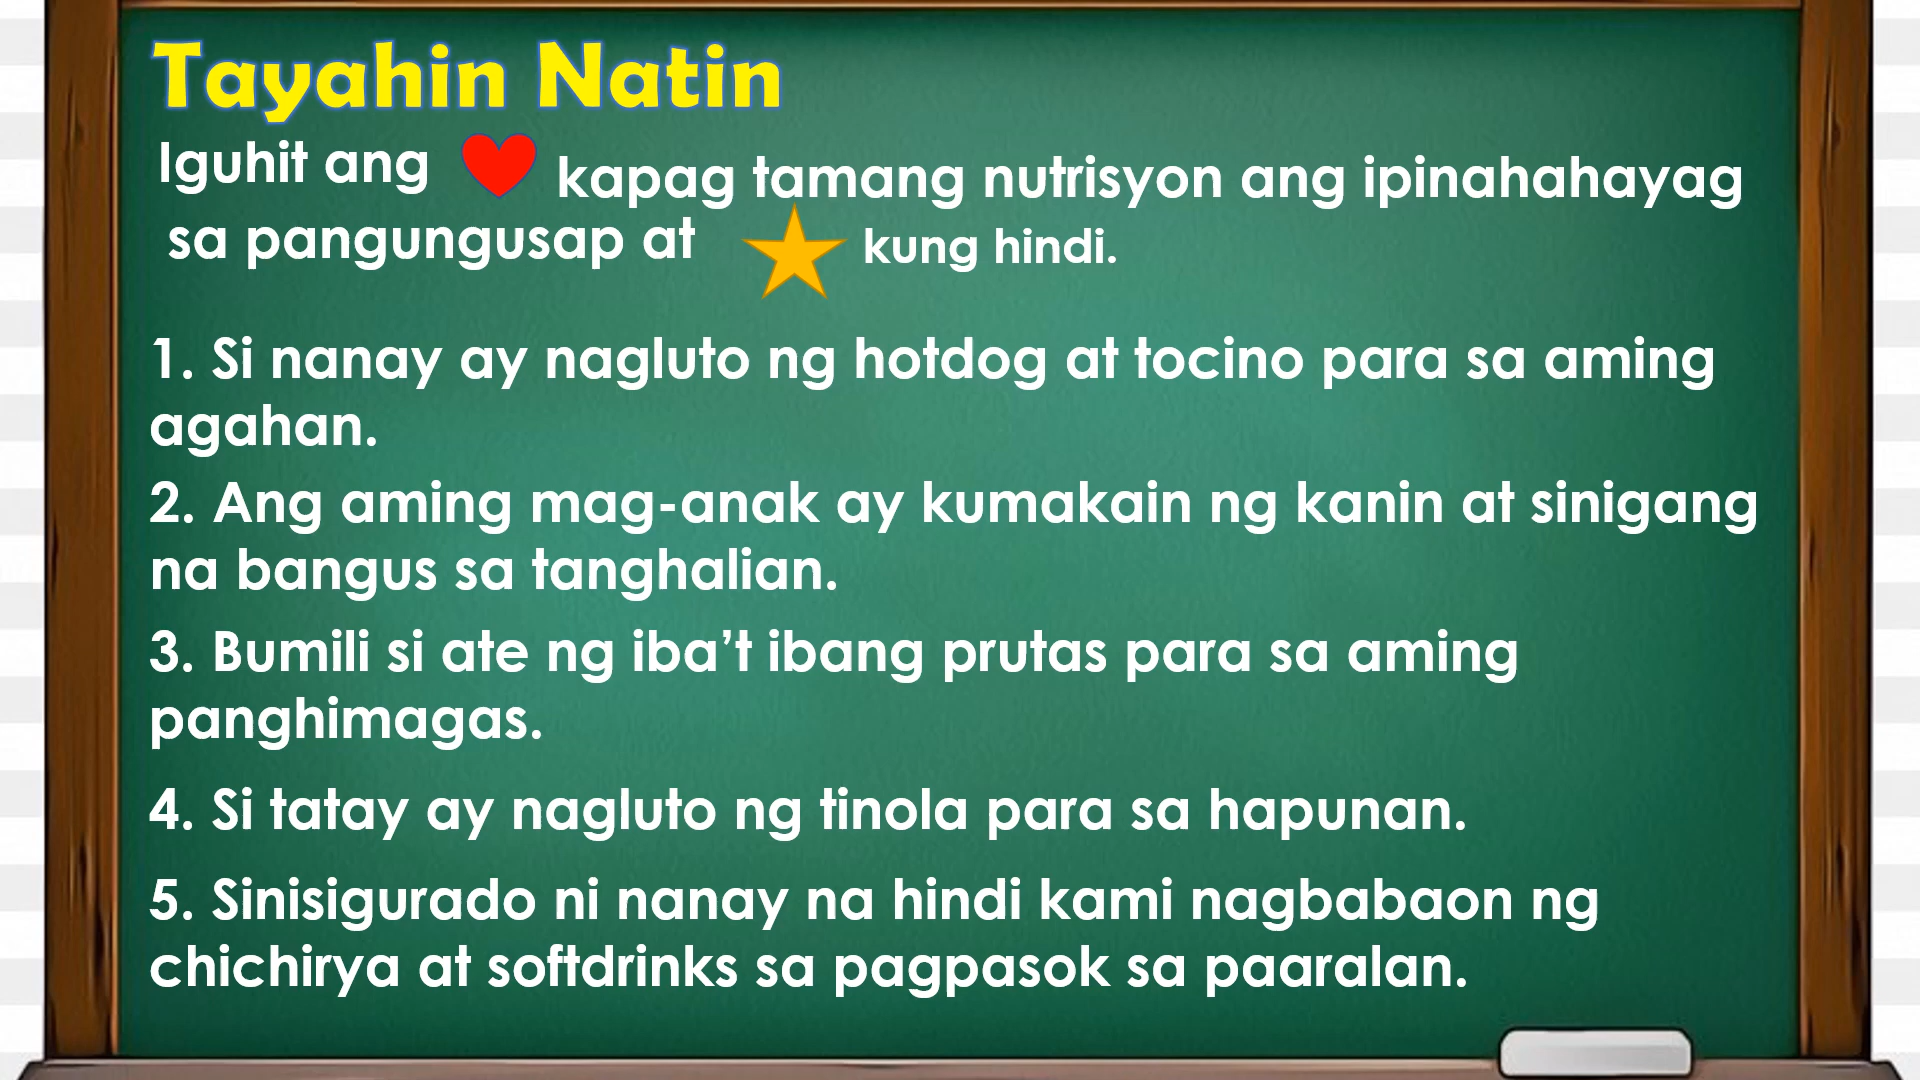 Tayahin Natin
Iguhit ang kapag tamang nutrisyon ang ipinahahayag
sa pangungusap at kung hindi.
1. Si nanay ay nagluto ng hotdog at tocino para sa aming
agahan.
2. Ang aming mag-anak ay kumakain ng kanin at sinigang
na bangus sa tanghalian.
3. Bumili si ate ng iba’t ibang prutas para sa aming
panghimagas.
4. Si tatay ay nagluto ng tinola para sa hapunan.
5. Sinisigurado ni nanay na hindi kami nagbabaon ng
chichirya at softdrinks sa pagpasok sa paaralan.